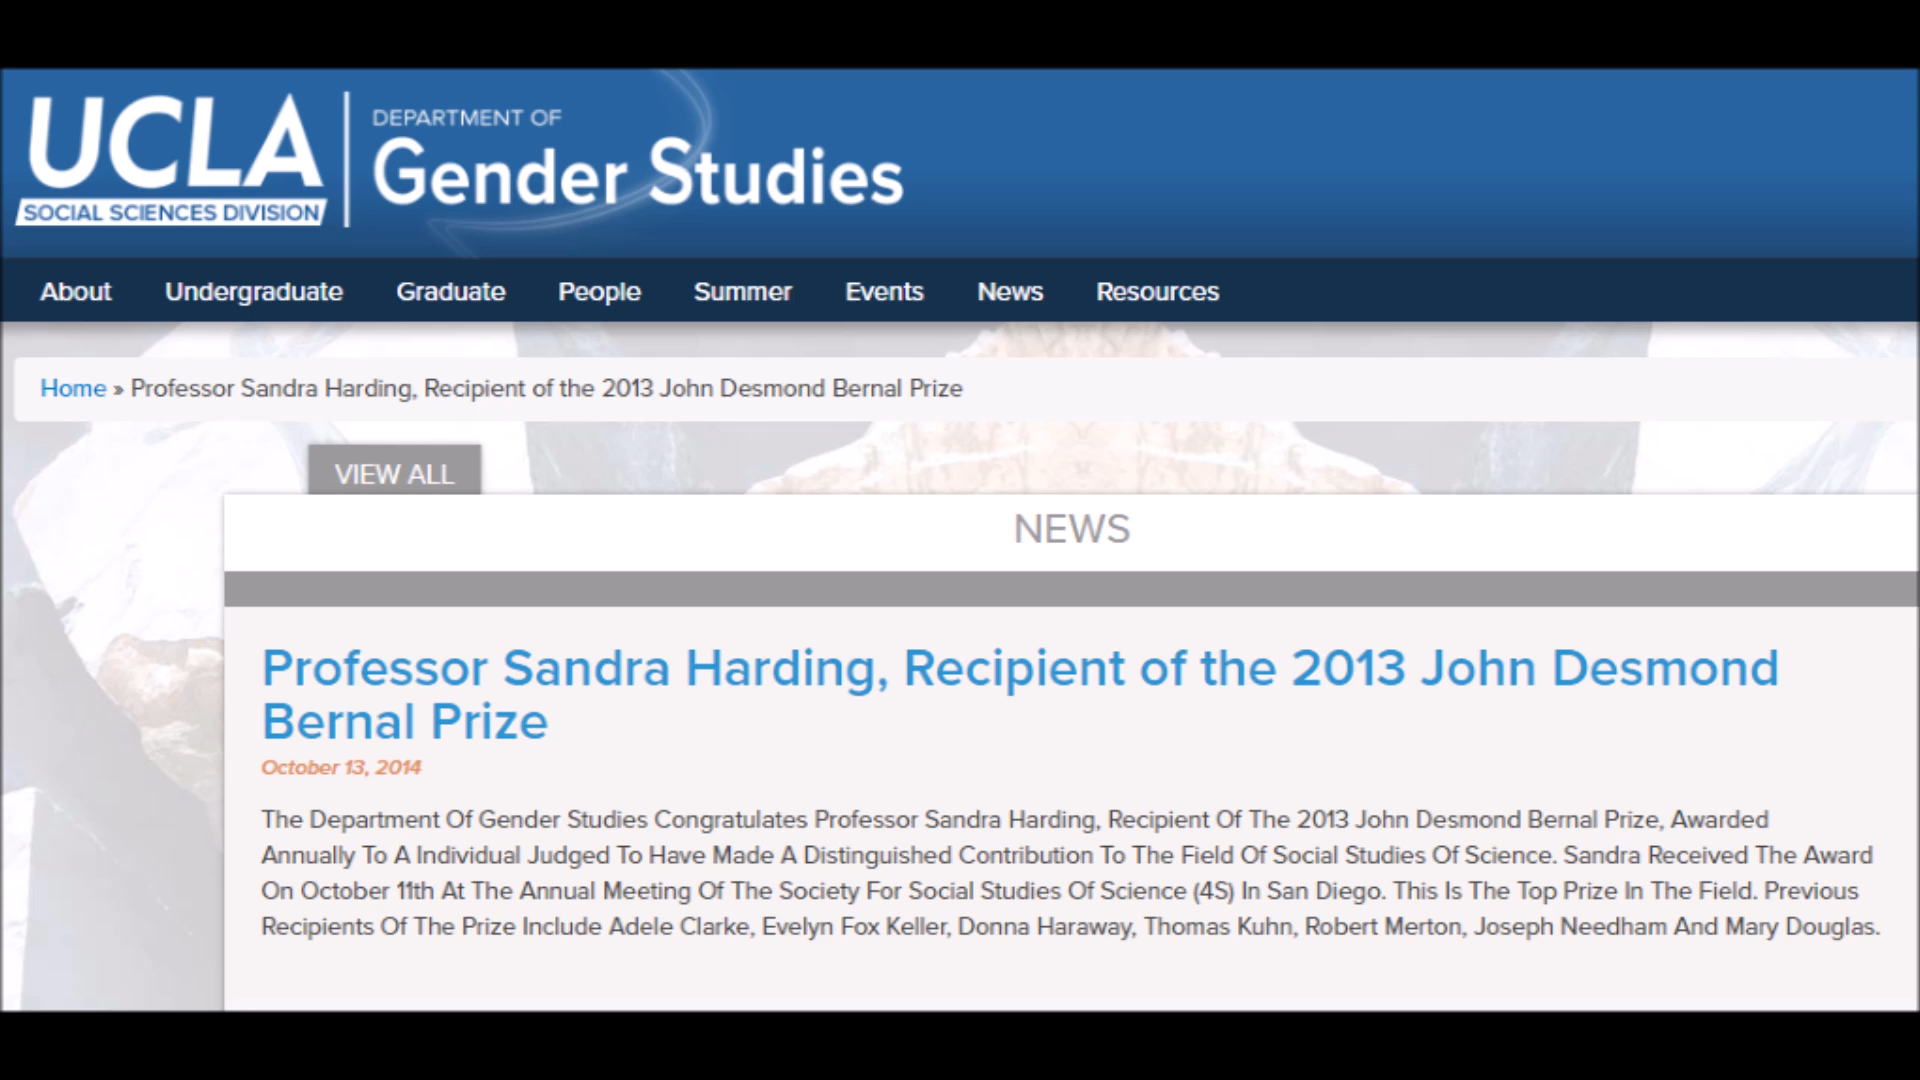 UCLA
SOCIAL SCIENCES DIVISION
DEPARTMENT OF
Gender Studies
About Undergraduate Graduate People Summer Events News Resources
Home » Professor Sandra Harding, Recipient of the 2013 John Desmond Bernal Prize
VIEW ALL
NEWS
Professor Sandra Harding, Recipient of the 2013 John Desmond
Bernal Prize
October 13, 2014
The Department Of Gender Studies Congratulates Professor Sandra Harding, Recipient Of The 2013 John Desmond Bernal Prize, Awarded
Annually To A Individual Judged To Have Made A Distinguished Contribution To The Field Of Social Studies Of Science. Sandra Received The Award
On October 11th At The Annual Meeting Of The Society For Social Studies Of Science (4S) In San Diego. This Is The Top Prize In The Field. Previous
Recipients Of The Prize Include Adele Clarke, Evelyn Fox Keller, Donna Haraway, Thomas Kuhn, Robert Merton, Joseph Needham And Mary Douglas.